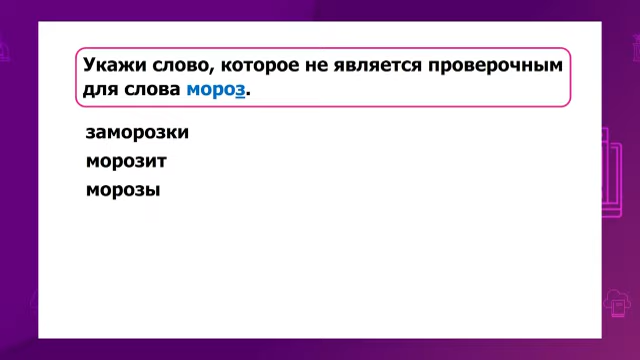 Укажи слово, которое не является проверочным
для слова мороз.
заморозки
морозит
морозы